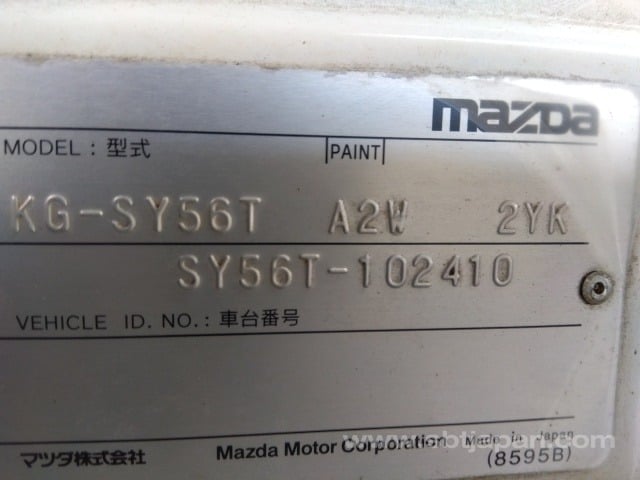 mazda
MODEL : 型式 PAINT
KG-SY56T A2W 2YK
SY56T-102410
VEHICLE ID. NO. : 車台番号
マツダ株式会社 Mazda Motor Corporation Made in Japan
(8595B)